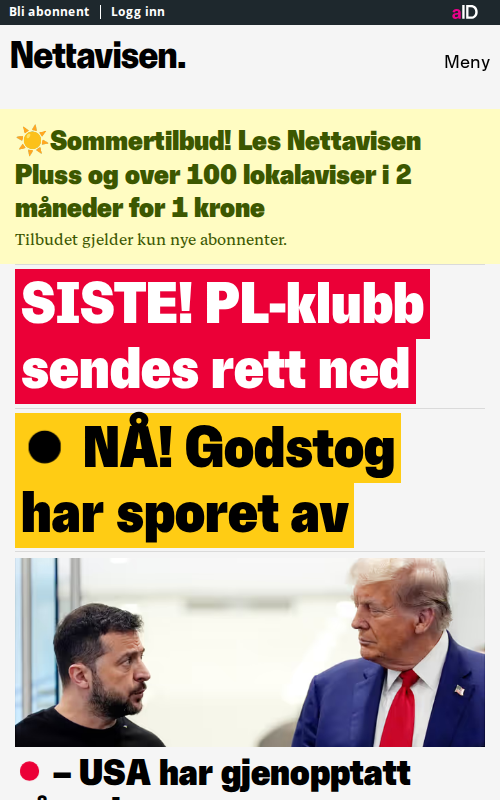 Bli abonnent | Logg inn
aID
Nettavisen.
Meny
☀️Sommertilbud! Les Nettavisen
Pluss og over 100 lokalaviser i 2
måneder for 1 krone
Tilbudet gjelder kun nye abonnenter.
SISTE! PL-klubb
sendes rett ned
● NÅ! Godstog
har sporet av
● – USA har gjenopptatt